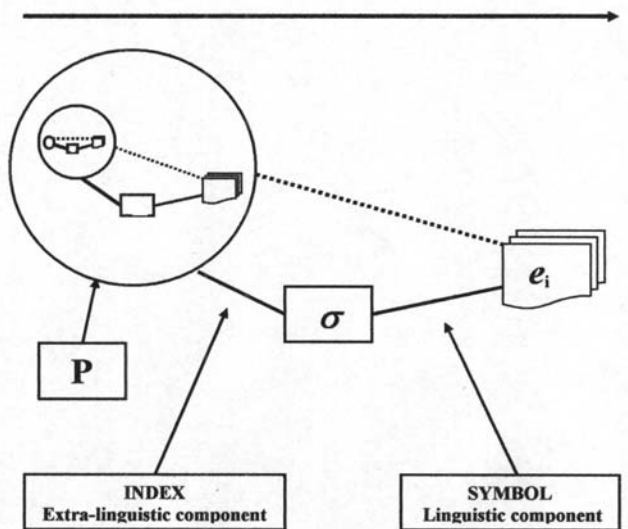 e_i
σ
P
INDEX
Extra-linguistic component
SYMBOL
Linguistic component